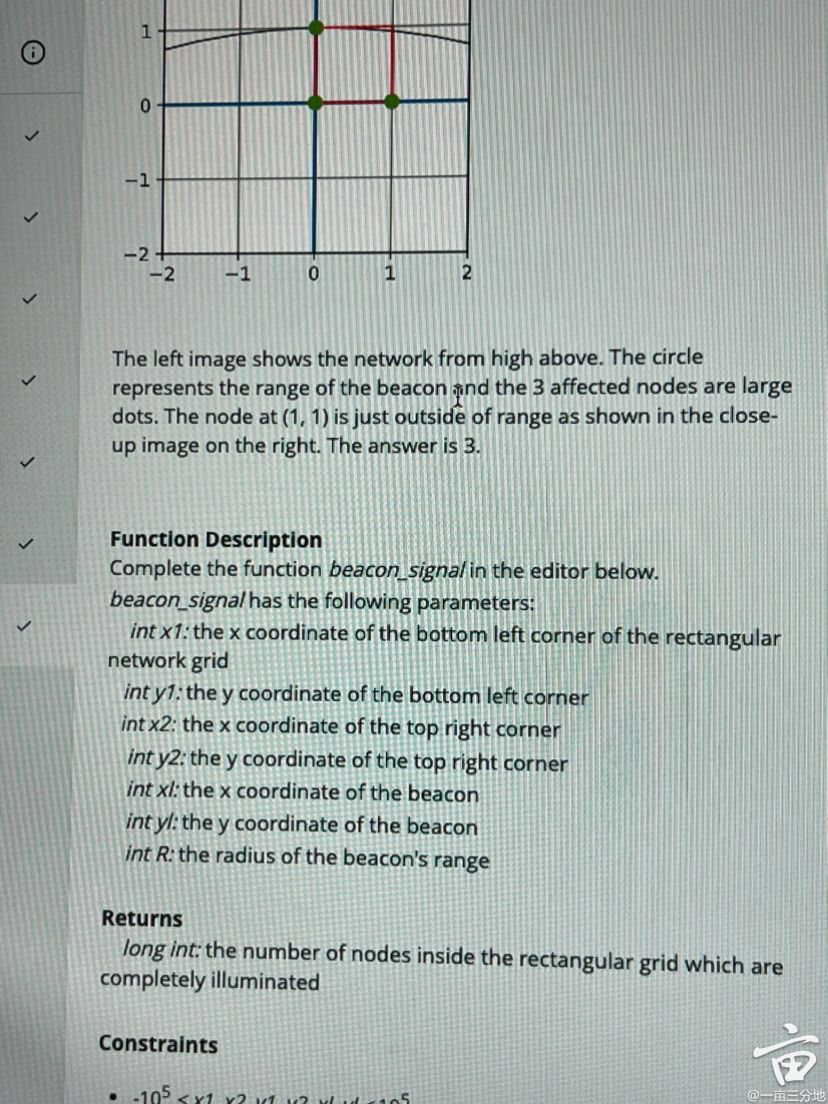 1
0
−1
−2
−2 −1 0 1 2
The left image shows the network from high above. The circle
represents the range of the beacon and the 3 affected nodes are large
dots. The node at (1, 1) is just outside of range as shown in the close-
up image on the right. The answer is 3.
Function Description
Complete the function beacon_signal in the editor below.
beacon_signal has the following parameters:
int x1: the x coordinate of the bottom left corner of the rectangular
network grid
int y1: the y coordinate of the bottom left corner
int x2: the x coordinate of the top right corner
int y2: the y coordinate of the top right corner
int xl: the x coordinate of the beacon
int yl: the y coordinate of the beacon
int R: the radius of the beacon's range
Returns
long int: the number of nodes inside the rectangular grid which are
completely illuminated
Constraints
• -10⁵ < x1, x2, y1, y2, xl, yl <10⁵
亩
@一亩三分地